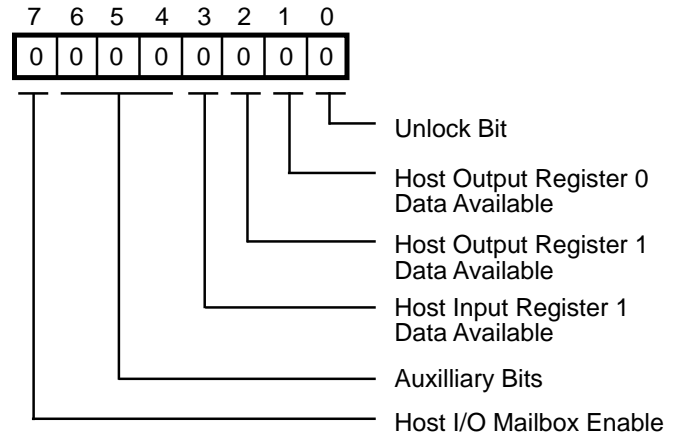 7 6 5 4 3 2 1 0
0 0 0 0 0 0 0 0
Unlock Bit
Host Output Register 0
Data Available
Host Output Register 1
Data Available
Host Input Register 1
Data Available
Auxilliary Bits
Host I/O Mailbox Enable